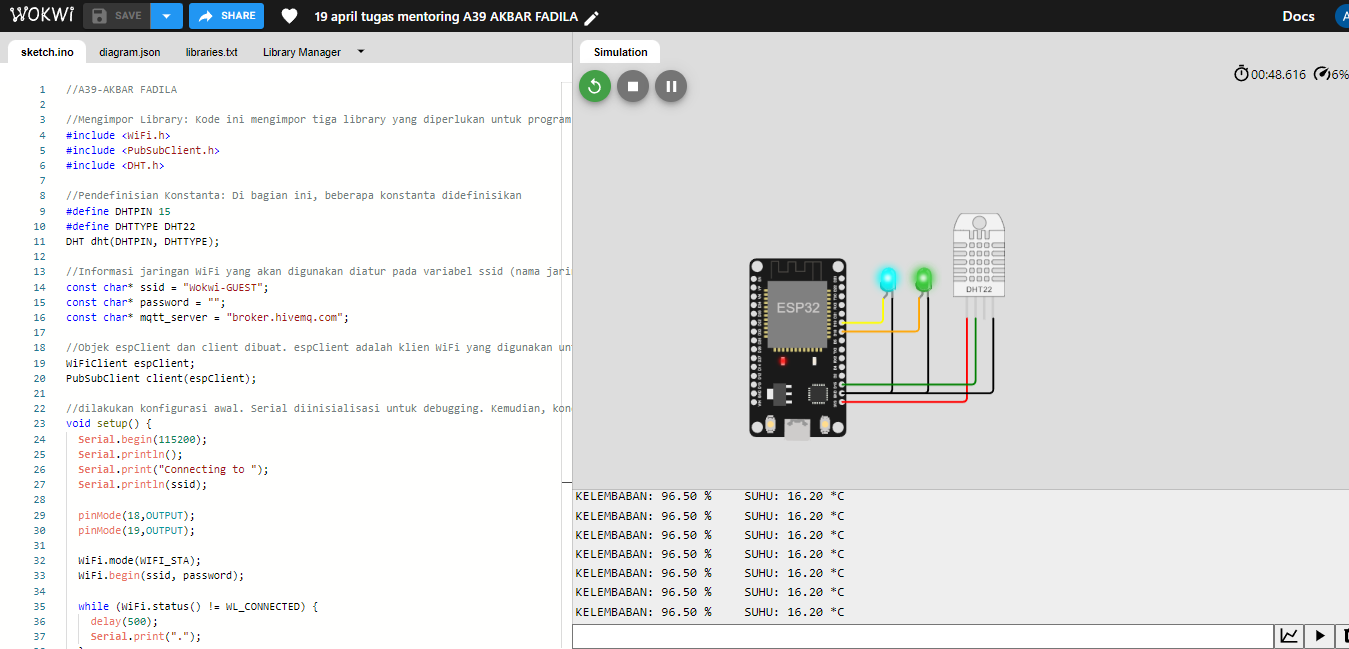 WOKWI SAVE SHARE 19 april tugas mentoring A39 AKBAR FADILA Docs A
sketch.ino diagram.json libraries.txt Library Manager
1 //A39-AKBAR FADILA
2
3 //Mengimpor Library: Kode ini mengimpor tiga library yang diperlukan untuk program
4 #include <WiFi.h>
5 #include <PubSubClient.h>
6 #include <DHT.h>
7
8 //Pendefinisian Konstanta: Di bagian ini, beberapa konstanta didefinisikan
9 #define DHTPIN 15
10 #define DHTTYPE DHT22
11 DHT dht(DHTPIN, DHTTYPE);
12
13 //Informasi jaringan WiFi yang akan digunakan diatur pada variabel ssid (nama jari
14 const char* ssid = "Wokwi-GUEST";
15 const char* password = "";
16 const char* mqtt_server = "broker.hivemq.com";
17
18 //Objek espClient dan client dibuat. espClient adalah klien WiFi yang digunakan un
19 WiFiClient espClient;
20 PubSubClient client(espClient);
21
22 //dilakukan konfigurasi awal. Serial diinisialisasi untuk debugging. Kemudian, kon
23 void setup() {
24 Serial.begin(115200);
25 Serial.println();
26 Serial.print("Connecting to ");
27 Serial.println(ssid);
28
29 pinMode(18,OUTPUT);
30 pinMode(19,OUTPUT);
31
32 WiFi.mode(WIFI_STA);
33 WiFi.begin(ssid, password);
34
35 while (WiFi.status() != WL_CONNECTED) {
36 delay(500);
37 Serial.print(".");
Simulation
00:48.616 6%
ESP32
DHT22
KELEMBABAN: 96.50 % SUHU: 16.20 *C
KELEMBABAN: 96.50 % SUHU: 16.20 *C
KELEMBABAN: 96.50 % SUHU: 16.20 *C
KELEMBABAN: 96.50 % SUHU: 16.20 *C
KELEMBABAN: 96.50 % SUHU: 16.20 *C
KELEMBABAN: 96.50 % SUHU: 16.20 *C
KELEMBABAN: 96.50 % SUHU: 16.20 *C